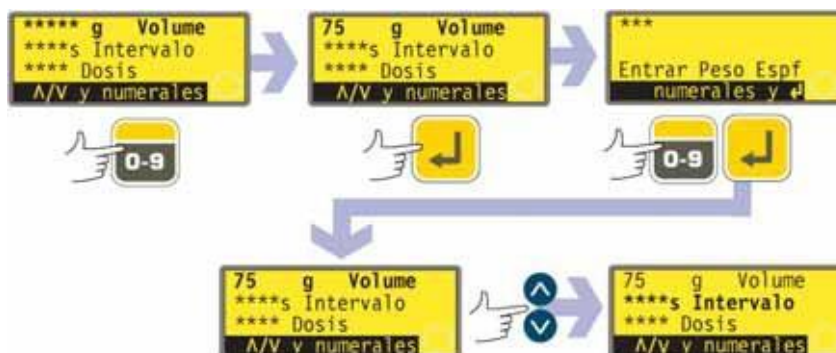 ***** g Volume
****s Intervalo
**** Dosis
Λ/V y numerales
75 g Volume
****s Intervalo
**** Dosis
Λ/V y numerales
***
Entrar Peso Espf
numerales y ↵
0-9
↵
0-9
↵
75 g Volume
****s Intervalo
**** Dosis
Λ/V y numerales
75 g Volume
****s Intervalo
**** Dosis
Λ/V y numerales